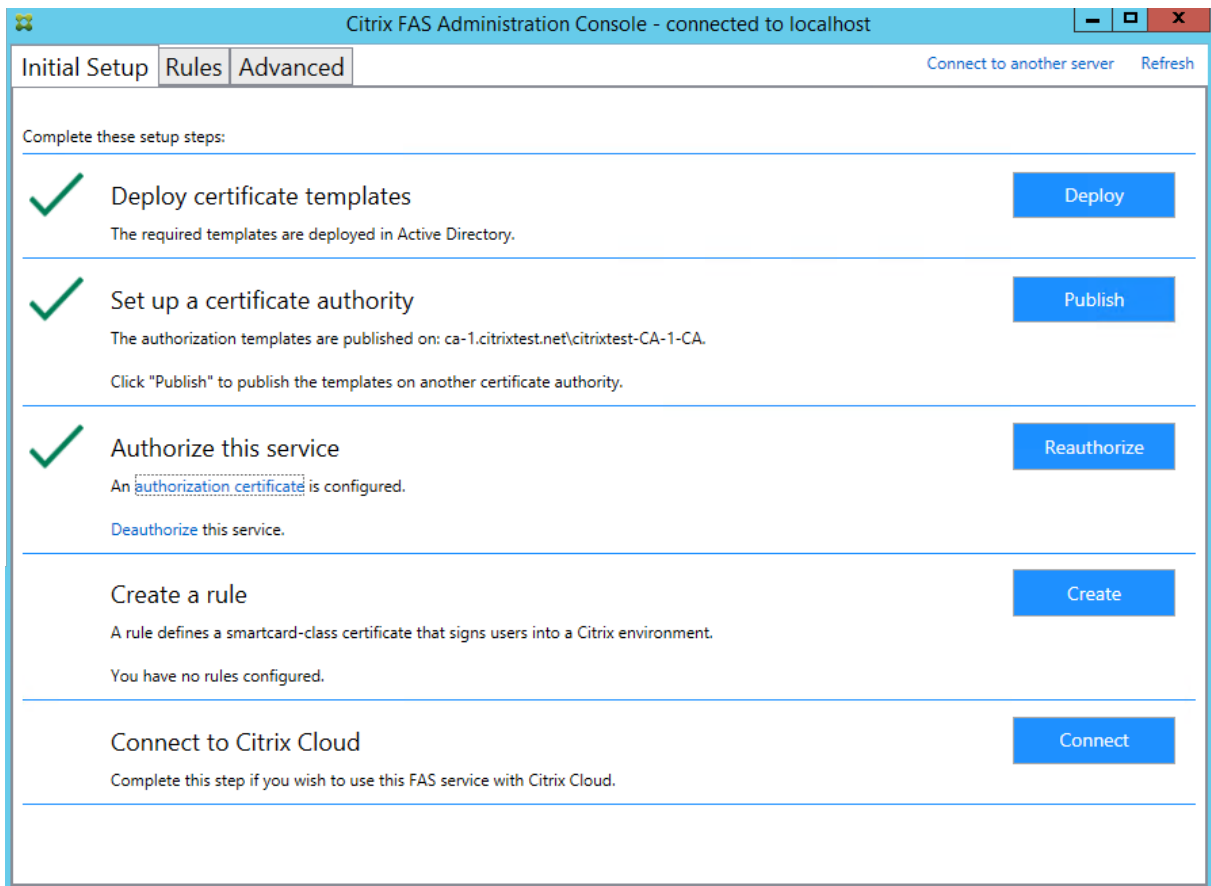 Citrix FAS Administration Console - connected to localhost
Initial Setup Rules Advanced Connect to another server Refresh
Complete these setup steps:
Deploy certificate templates Deploy
The required templates are deployed in Active Directory.
Set up a certificate authority Publish
The authorization templates are published on: ca-1.citrixtest.net\citrixtest-CA-1-CA.
Click "Publish" to publish the templates on another certificate authority.
Authorize this service Reauthorize
An authorization certificate is configured.
Deauthorize this service.
Create a rule Create
A rule defines a smartcard-class certificate that signs users into a Citrix environment.
You have no rules configured.
Connect to Citrix Cloud Connect
Complete this step if you wish to use this FAS service with Citrix Cloud.